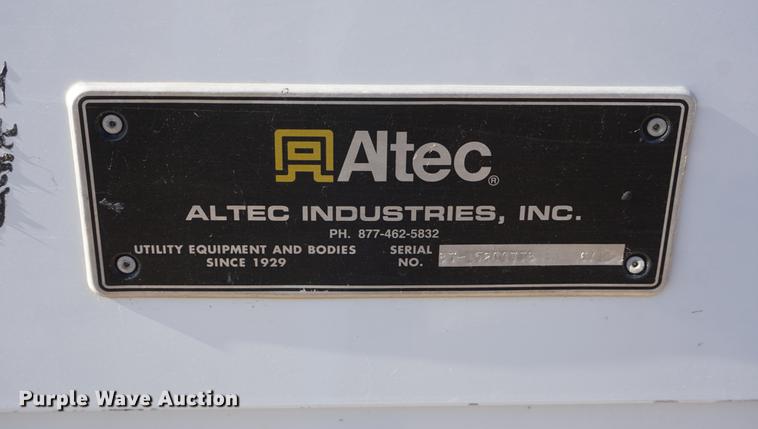 Altec®
ALTEC INDUSTRIES, INC.
PH. 877-462-5832
UTILITY EQUIPMENT AND BODIES
SINCE 1929
SERIAL
NO.
Purple Wave Auction